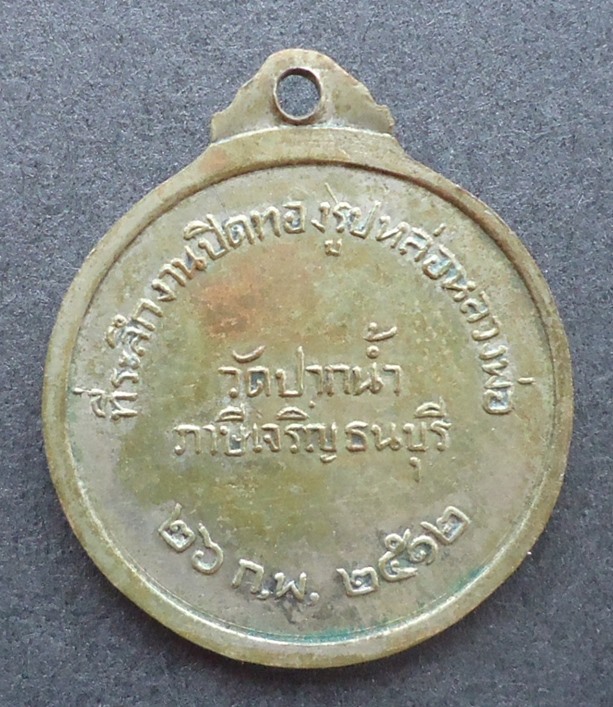 ที่ระลึกงานปิดทองรูปหล่อหลวงพ่อ
วัดปากน้ำ
ภาษีเจริญ ธนบุรี
๒๖ ก.พ. ๒๕๑๒